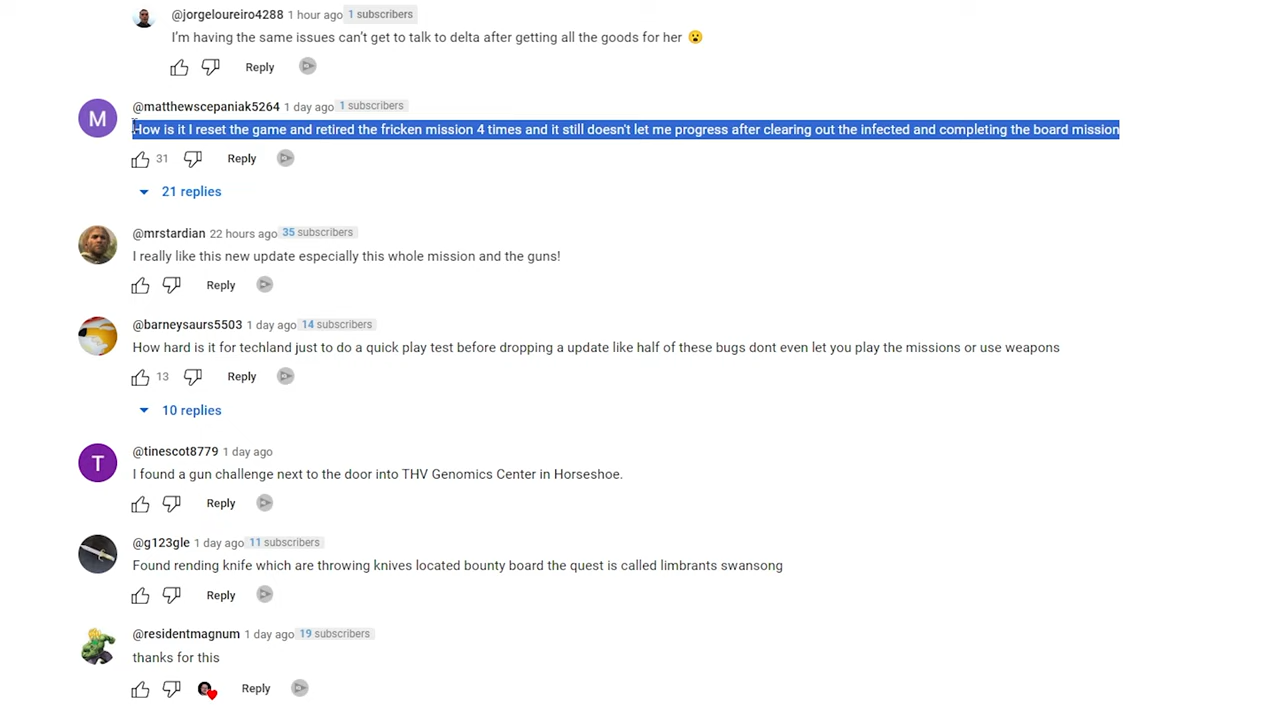 @jorgeloureiro4288 1 hour ago 1 subscribers
I'm having the same issues can't get to talk to delta after getting all the goods for her 😮
Reply
M
@matthewscepaniak5264 1 day ago 1 subscribers
How is it I reset the game and retired the fricken mission 4 times and it still doesn't let me progress after clearing out the infected and completing the board mission
31 Reply
21 replies
@mrstardian 22 hours ago 35 subscribers
I really like this new update especially this whole mission and the guns!
Reply
@barneysaurs5503 1 day ago 14 subscribers
How hard is it for techland just to do a quick play test before dropping a update like half of these bugs dont even let you play the missions or use weapons
13 Reply
10 replies
T
@tinescot8779 1 day ago
I found a gun challenge next to the door into THV Genomics Center in Horseshoe.
Reply
@g123gle 1 day ago 11 subscribers
Found rending knife which are throwing knives located bounty board the quest is called limbrants swansong
Reply
@residentmagnum 1 day ago 19 subscribers
thanks for this
Reply